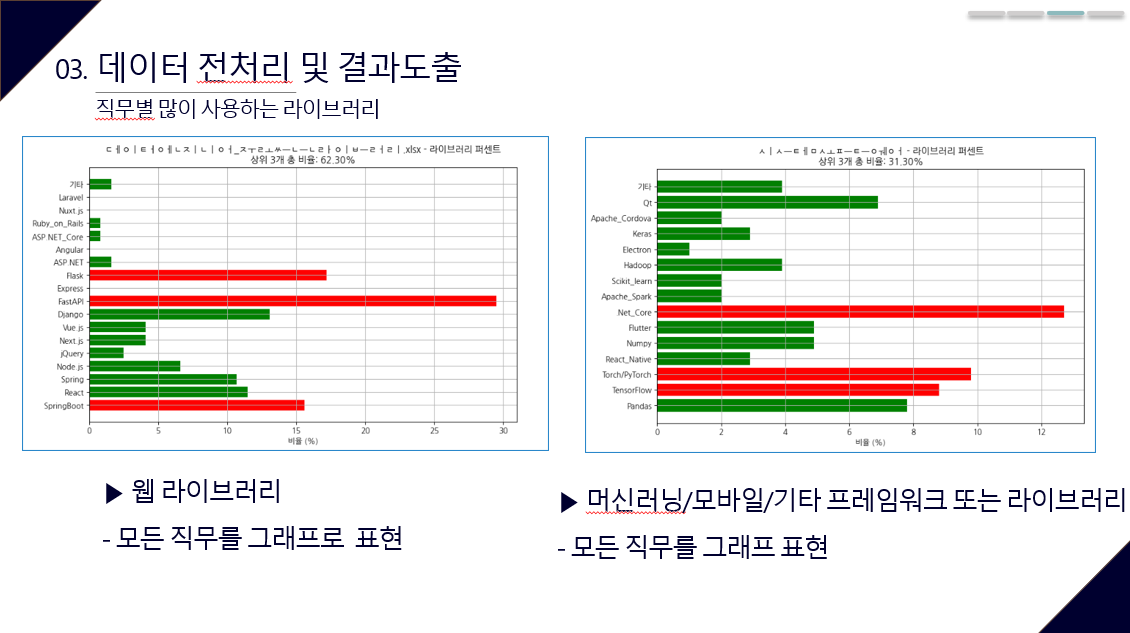 03. 데이터 전처리 및 결과도출
직무별 많이 사용하는 라이브러리
ㄷㅔㅇㅣㅌㅓㅇㅔㄴㅈㅣㄴㅣㅇㅓ_ㅈㅜㄹㅗㅆㅡㄴㅡㄴㄹㅏㅇㅣㅂㅡㄹㅓㄹㅣ.xlsx - 라이브러리 퍼센트
상위 3개 총 비율: 62.30%
기타
Laravel
Nuxt.js
Ruby_on_Rails
ASP NET_Core
Angular
ASP NET
Flask
Express
FastAPI
Django
Vue.js
Next.js
jQuery
Node.js
Spring
React
SpringBoot
0 5 10 15 20 25 30
비율 (%)
ㅅㅣㅅㅡㅌㅔㅁㅅㅗㅍㅡㅌㅡㅇㅞㅇㅓ - 라이브러리 퍼센트
상위 3개 총 비율: 31.30%
기타
Qt
Apache_Cordova
Keras
Electron
Hadoop
Scikit_learn
Apache_Spark
Net_Core
Flutter
Numpy
React_Native
Torch/PyTorch
TensorFlow
Pandas
0 2 4 6 8 10 12
비율 (%)
▶ 웹 라이브러리
- 모든 직무를 그래프로 표현
▶ 머신러닝/모바일/기타 프레임워크 또는 라이브러리
- 모든 직무를 그래프 표현